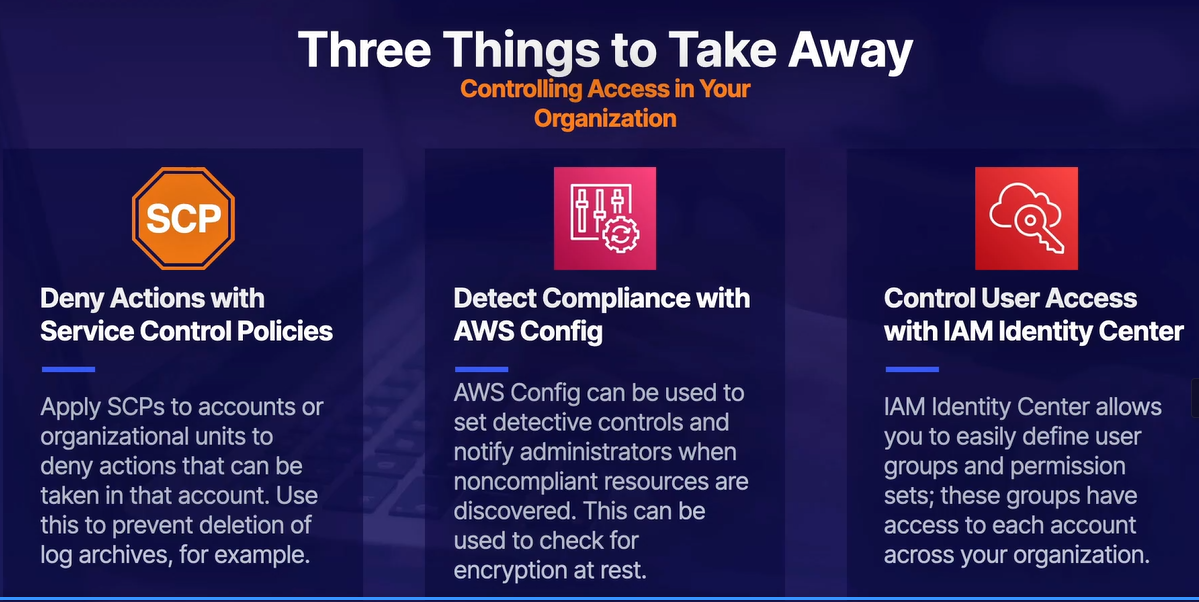 Three Things to Take Away
Controlling Access in Your
Organization
SCP
Deny Actions with
Service Control Policies
Apply SCPs to accounts or
organizational units to
deny actions that can be
taken in that account. Use
this to prevent deletion of
log archives, for example.
Detect Compliance with
AWS Config
AWS Config can be used to
set detective controls and
notify administrators when
noncompliant resources are
discovered. This can be
used to check for
encryption at rest.
Control User Access
with IAM Identity Center
IAM Identity Center allows
you to easily define user
groups and permission
sets; these groups have
access to each account
across your organization.